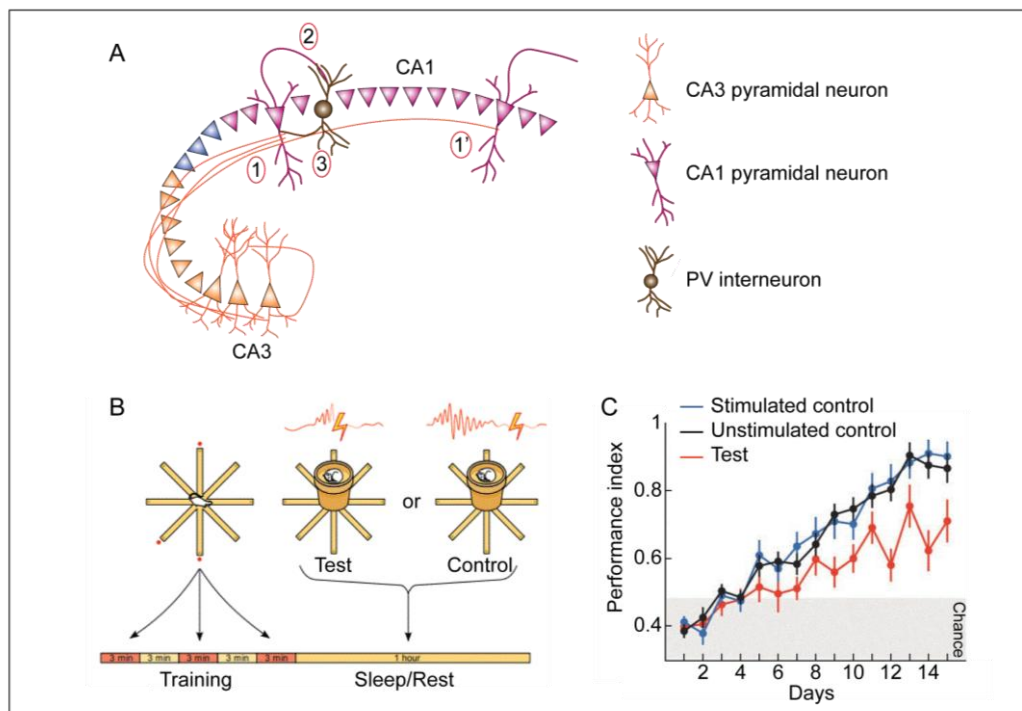 A
2
CA1
1
3
1'
CA3
CA3 pyramidal neuron
CA1 pyramidal neuron
PV interneuron
B
or
Test
Control
3 min 3 min 3 min 3 min 3 min 1 hour
Training
Sleep/Rest
C
Stimulated control
Unstimulated control
Test
Performance index
1
0.8
0.6
0.4
Chance
2 4 6 8 10 12 14
Days